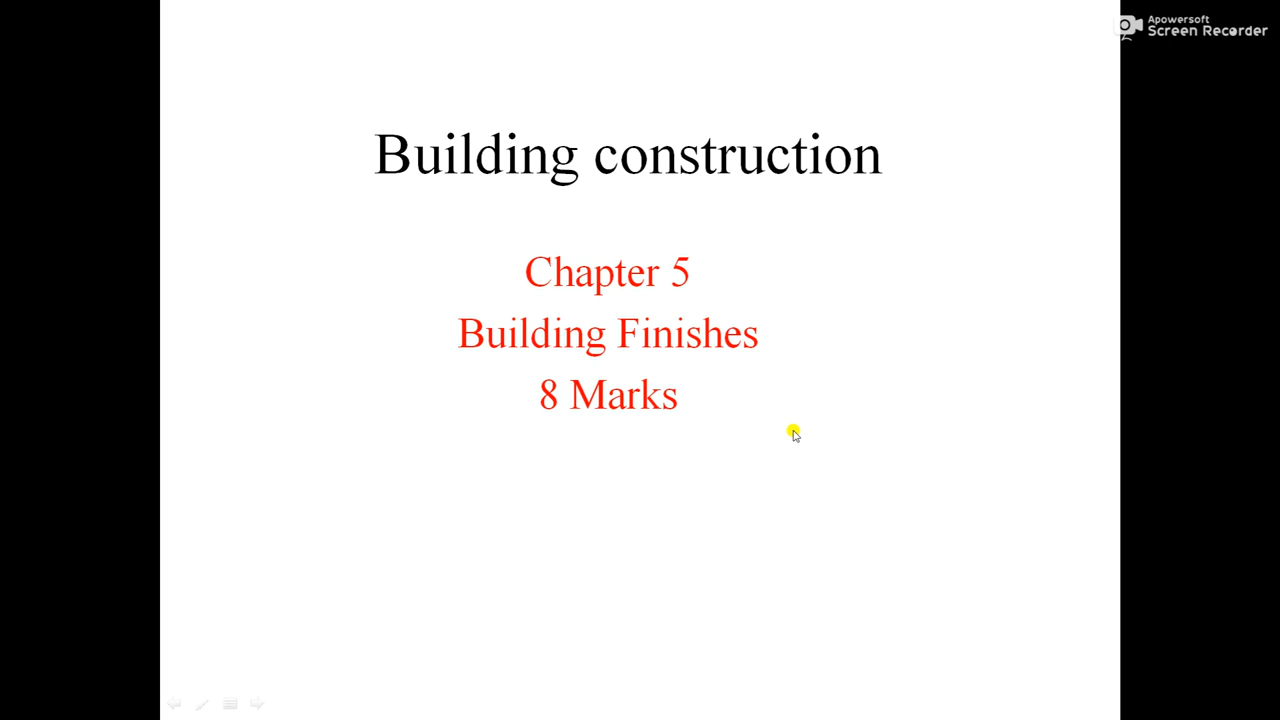 Apowersoft
Screen Recorder
Building construction
Chapter 5
Building Finishes
8 Marks